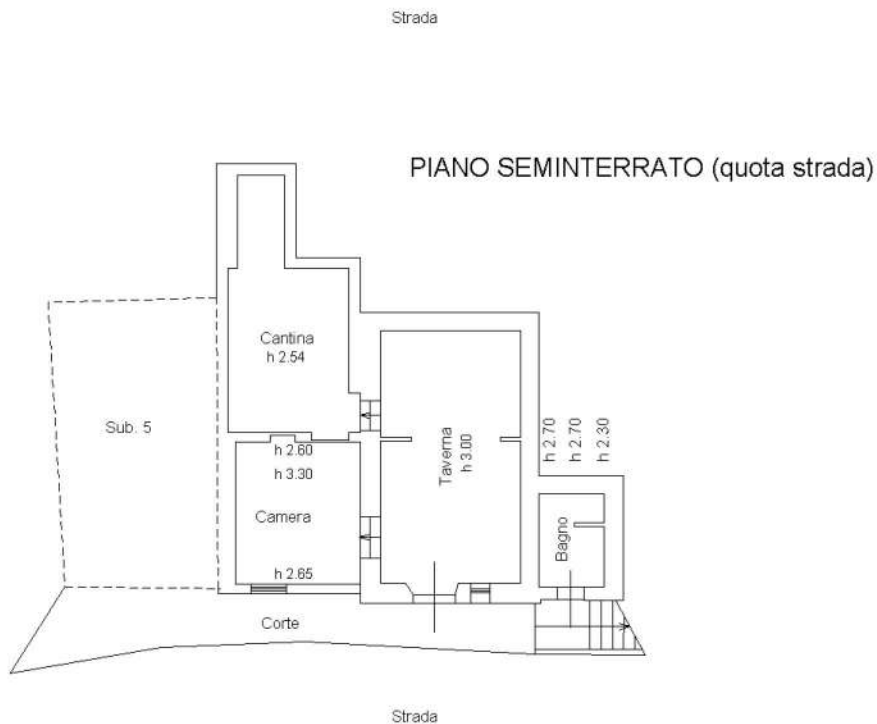 Strada
PIANO SEMINTERRATO (quota strada)
Cantina
h 2.54
Sub. 5
h 2.60
h 3.30
Camera
h 2.65
Taverna
h 3.00
h 2.70
h 2.70
h 2.30
Bagno
Corte
Strada